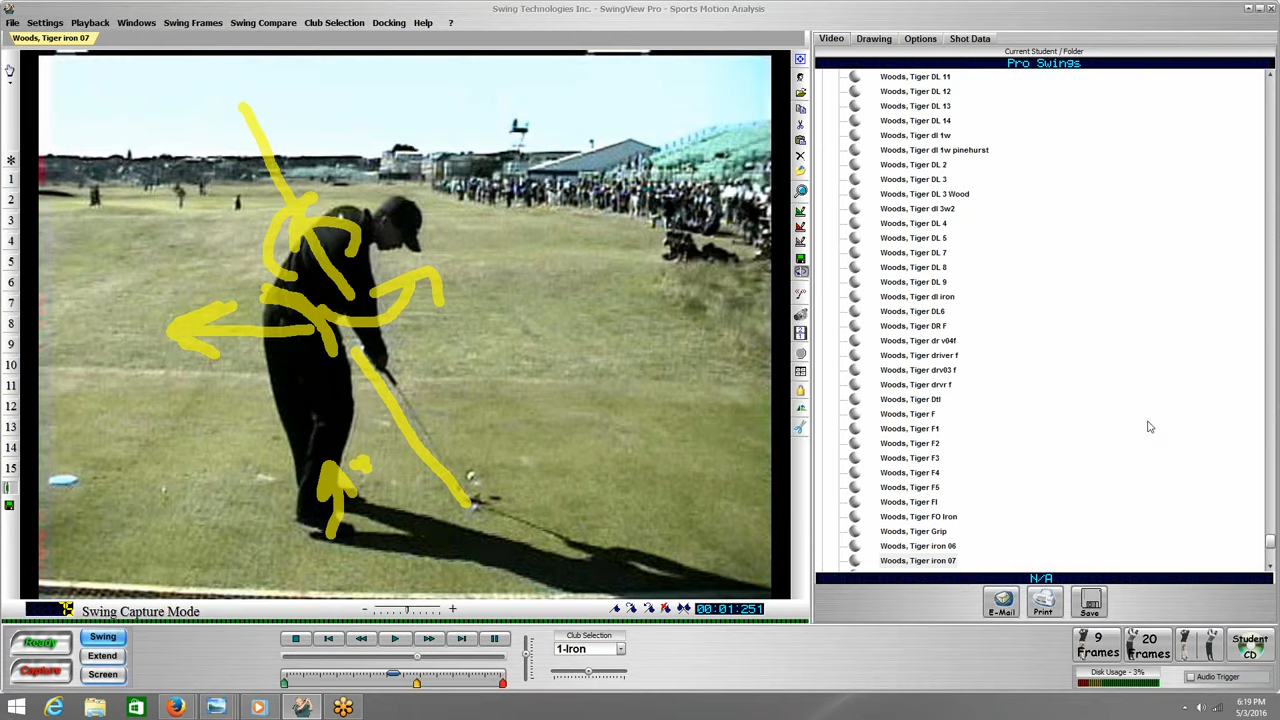 Swing Technologies Inc. - SwingView Pro - Sports Motion Analysis
File Settings Playback Windows Swing Frames Swing Compare Club Selection Docking Help ?
Woods, Tiger iron 07
Video Drawing Options Shot Data
Current Student / Folder
Pro Swings
Woods, Tiger DL 11
Woods, Tiger DL 12
Woods, Tiger DL 13
Woods, Tiger DL 14
Woods, Tiger dl 1w
Woods, Tiger dl 1w pinehurst
Woods, Tiger DL 2
Woods, Tiger DL 3
Woods, Tiger DL 3 Wood
Woods, Tiger dl 3w2
Woods, Tiger DL 4
Woods, Tiger DL 5
Woods, Tiger DL 7
Woods, Tiger DL 8
Woods, Tiger DL 9
Woods, Tiger dl iron
Woods, Tiger DL6
Woods, Tiger DR F
Woods, Tiger dr v04f
Woods, Tiger driver f
Woods, Tiger drv03 f
Woods, Tiger drvr f
Woods, Tiger Dtl
Woods, Tiger F
Woods, Tiger F1
Woods, Tiger F2
Woods, Tiger F3
Woods, Tiger F4
Woods, Tiger F5
Woods, Tiger FI
Woods, Tiger FO Iron
Woods, Tiger Grip
Woods, Tiger iron 06
Woods, Tiger iron 07
N/A
E-Mail Print Save
*
1
2
3
4
5
6
7
8
9
10
11
12
13
14
15
Swing Capture Mode - + 00:01:251
Ready Swing
Extend
Capture Screen
Club Selection
1-Iron
9 Frames
20 Frames
Student CD
Disk Usage - 3%
Audio Trigger
6:19 PM
5/3/2016